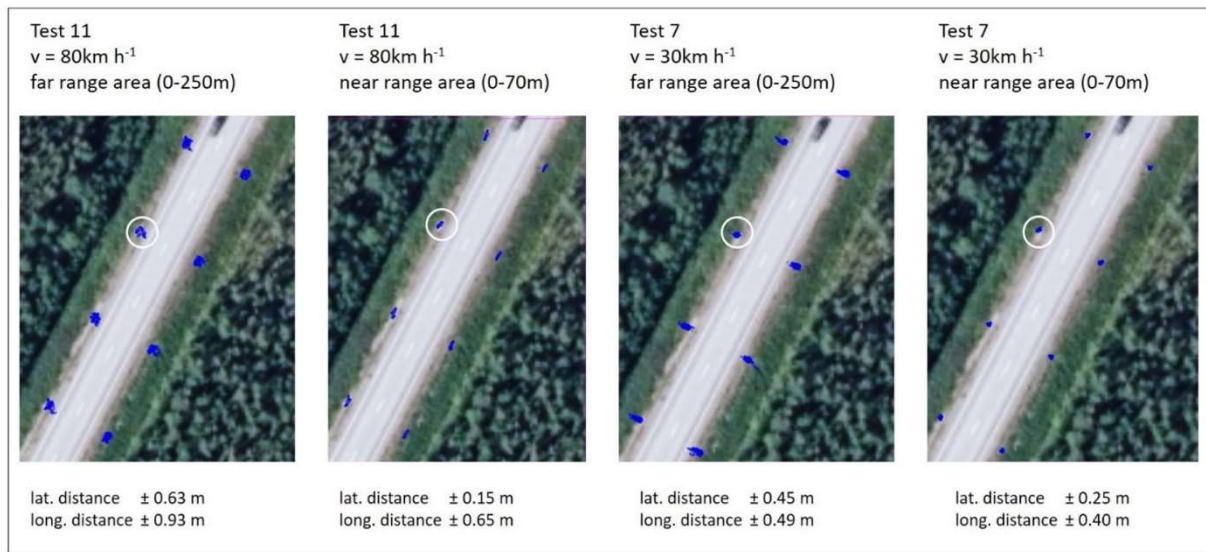 Test 11
v = 80km h⁻¹
far range area (0-250m)
Test 11
v = 80km h⁻¹
near range area (0-70m)
Test 7
v = 30km h⁻¹
far range area (0-250m)
Test 7
v = 30km h⁻¹
near range area (0-70m)
lat. distance ± 0.63 m
long. distance ± 0.93 m
lat. distance ± 0.15 m
long. distance ± 0.65 m
lat. distance ± 0.45 m
long. distance ± 0.49 m
lat. distance ± 0.25 m
long. distance ± 0.40 m